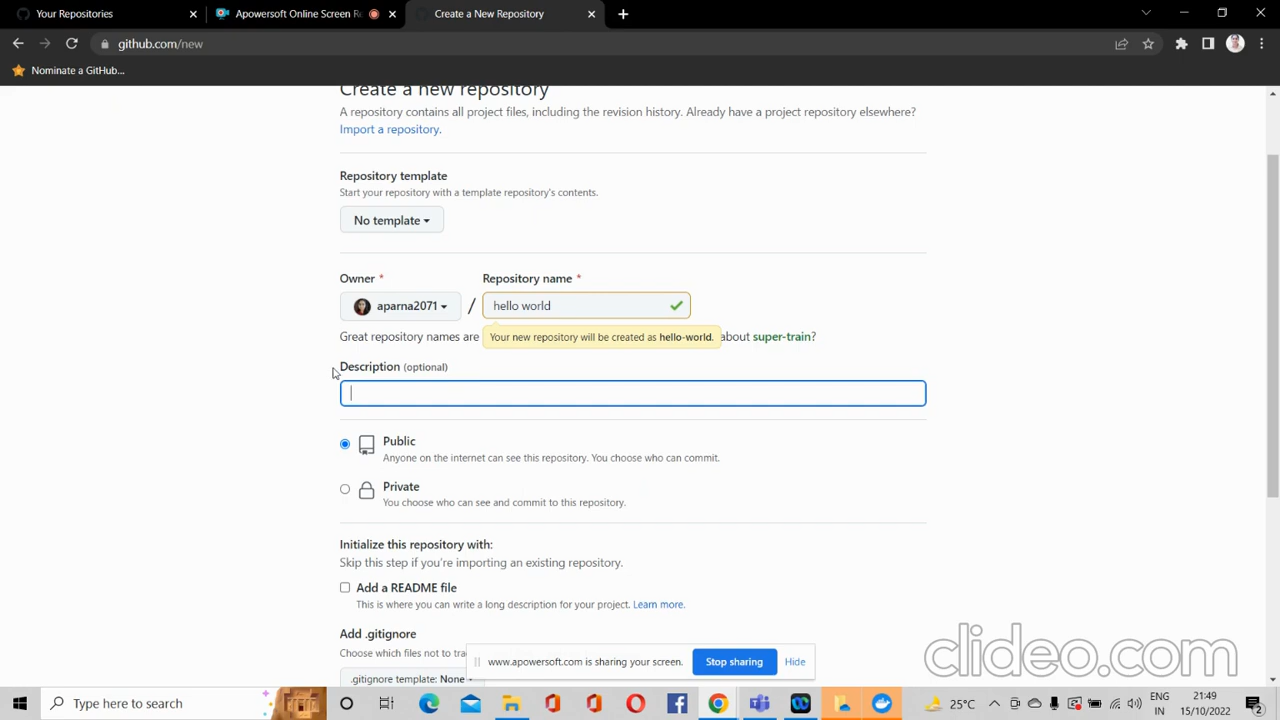 Your Repositories
Apowersoft Online Screen R
Create a New Repository
github.com/new
Nominate a GitHub...
Create a new repository
A repository contains all project files, including the revision history. Already have a project repository elsewhere?
Import a repository.
Repository template
Start your repository with a template repository's contents.
No template
Owner *
Repository name *
aparna2071 / hello world
Great repository names are
Your new repository will be created as hello-world.
about super-train?
Description (optional)
Public
Anyone on the internet can see this repository. You choose who can commit.
Private
You choose who can see and commit to this repository.
Initialize this repository with:
Skip this step if you're importing an existing repository.
Add a README file
This is where you can write a long description for your project. Learn more.
Add .gitignore
Choose which files not to
www.apowersoft.com is sharing your screen.
Stop sharing
Hide
.gitignore template: None
clideo.com
Type here to search
25°C
ENG
IN
21:49
15/10/2022
2